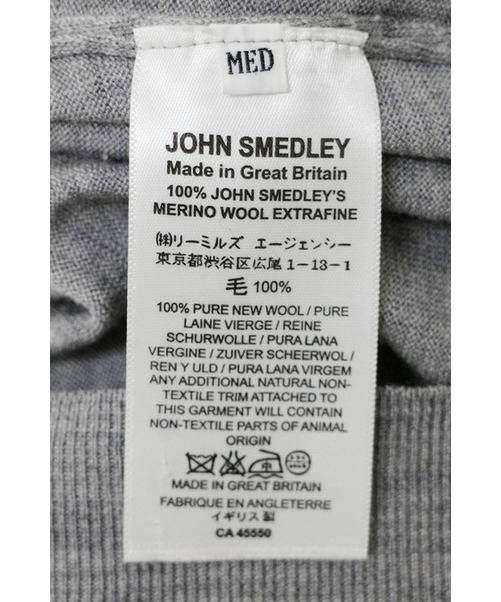 MED
JOHN SMEDLEY
Made in Great Britain
100% JOHN SMEDLEY'S
MERINO WOOL EXTRAFINE
㈱リーミルズ エージェンシー
東京都渋谷区広尾 1-13-1
毛 100%
100% PURE NEW WOOL / PURE
LAINE VIERGE / REINE
SCHURWOLLE / PURA LANA
VERGINE / ZUIVER SCHEERWOL /
REN Y ULD / PURA LANA VIRGEM
ANY ADDITIONAL NATURAL NON-
TEXTILE TRIM ATTACHED TO
THIS GARMENT WILL CONTAIN
NON-TEXTILE PARTS OF ANIMAL
ORIGIN
MADE IN GREAT BRITAIN
FABRIQUE EN ANGLETERRE
イギリス製
CA 45550